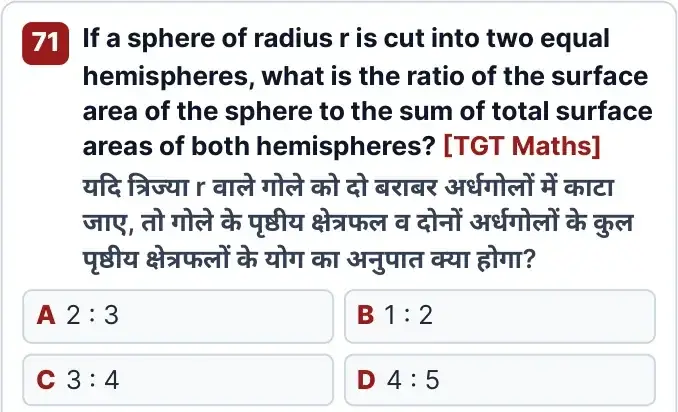 71 If a sphere of radius r is cut into two equal
hemispheres, what is the ratio of the surface
area of the sphere to the sum of total surface
areas of both hemispheres? [TGT Maths]
यदि त्रिज्या r वाले गोले को दो बराबर अर्धगोलों में काटा
जाए, तो गोले के पृष्ठीय क्षेत्रफल व दोनों अर्धगोलों के कुल
पृष्ठीय क्षेत्रफलों के योग का अनुपात क्या होगा?
A 2 : 3 B 1 : 2
C 3 : 4 D 4 : 5